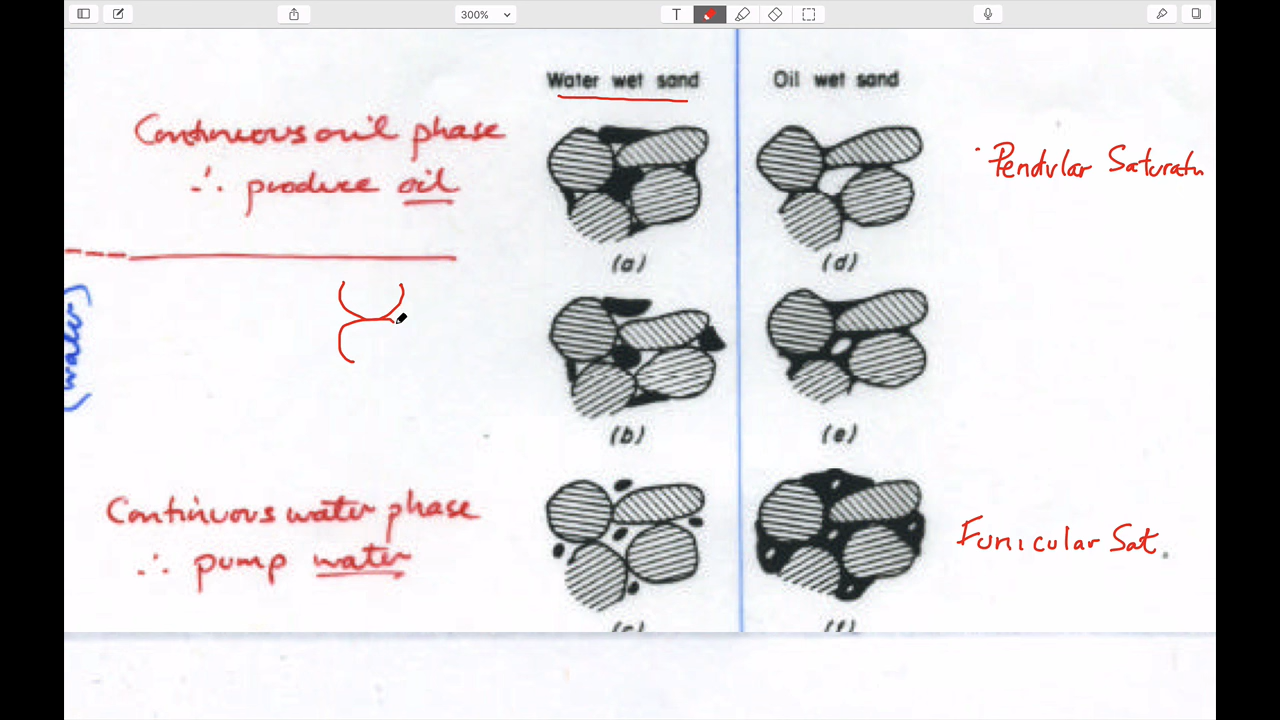 300%
T
Water wet sand
Oil wet sand
Continuous oil phase
∴ produce oil
Pendular Saturatn
(a)
(d)
(water)
(b)
(e)
Continuous water phase
∴ pump water
Funicular Sat.